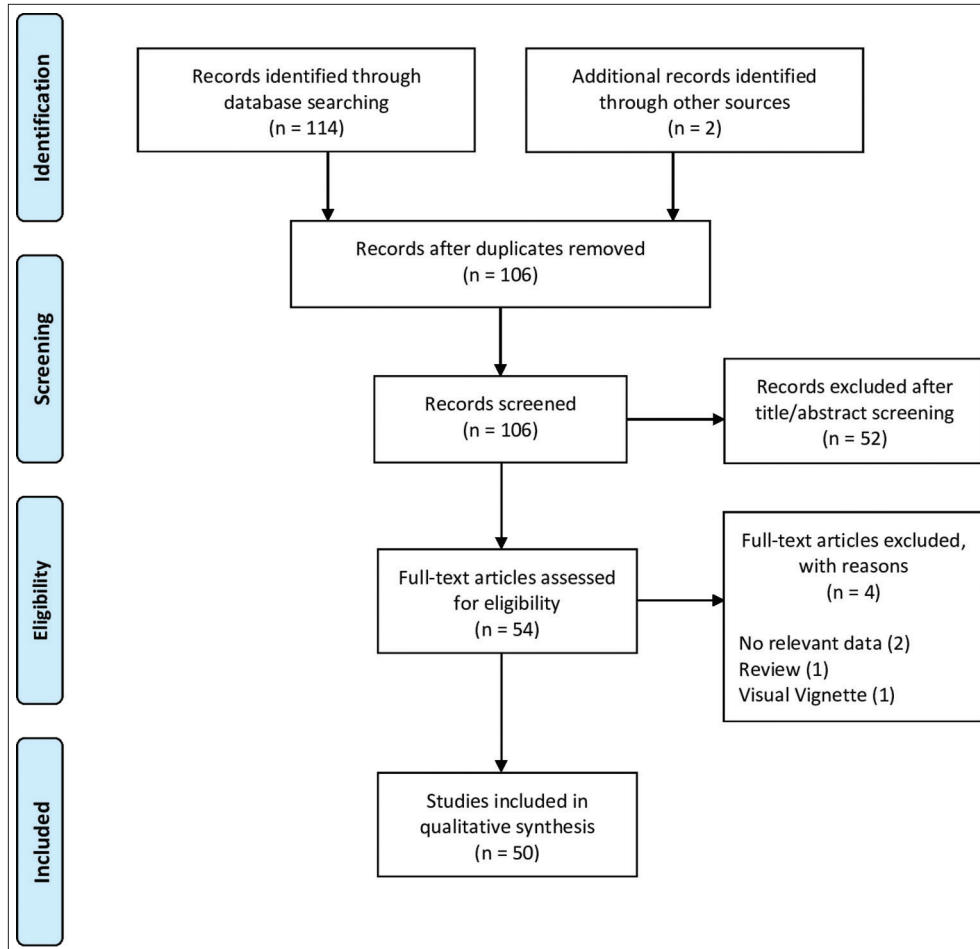 Identification
Records identified through
database searching
(n = 114)
Additional records identified
through other sources
(n = 2)
Records after duplicates removed
(n = 106)
Screening
Records screened
(n = 106)
Records excluded after
title/abstract screening
(n = 52)
Eligibility
Full-text articles assessed
for eligibility
(n = 54)
Full-text articles excluded,
with reasons
(n = 4)
No relevant data (2)
Review (1)
Visual Vignette (1)
Included
Studies included in
qualitative synthesis
(n = 50)